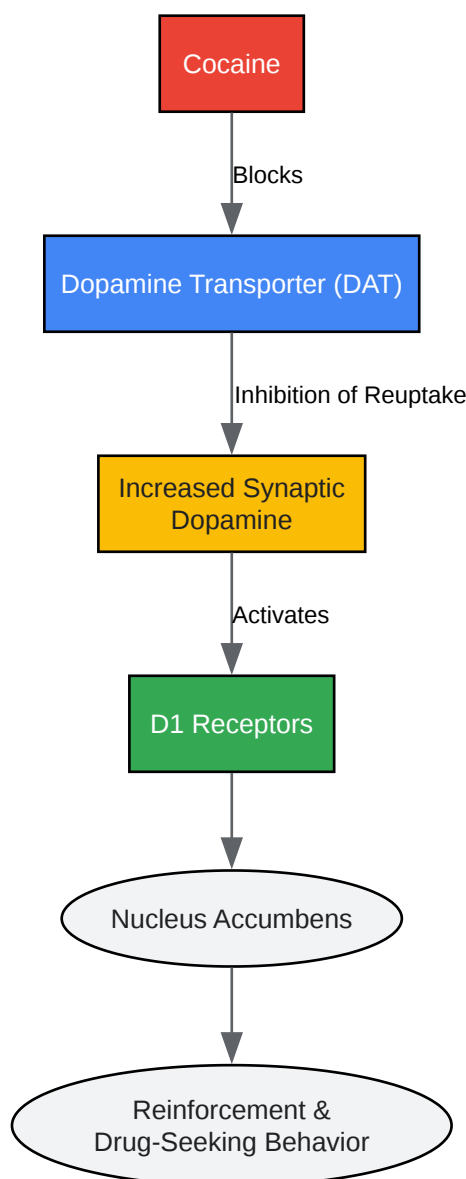 Cocaine
Blocks
Dopamine Transporter (DAT)
Inhibition of Reuptake
Increased Synaptic
Dopamine
Activates
D1 Receptors
Nucleus Accumbens
Reinforcement &
Drug-Seeking Behavior